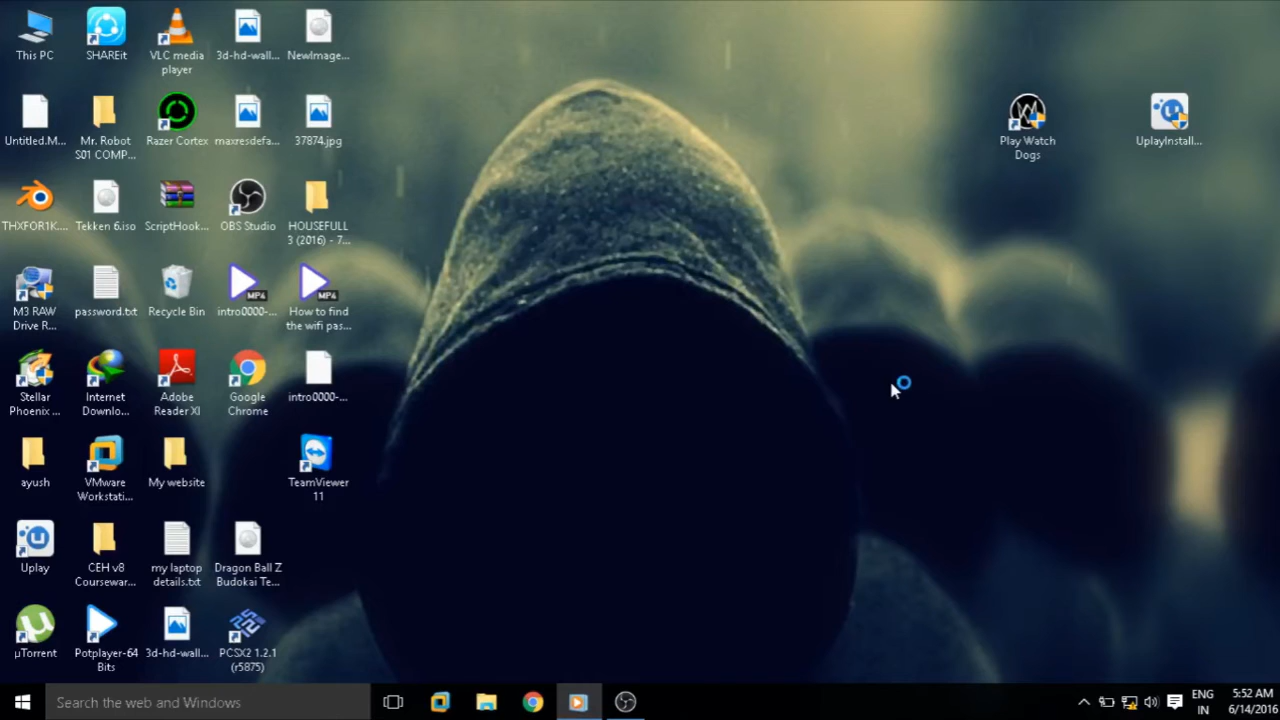 This PC
SHAREit
VLC media
player
3d-hd-wall...
NewImage...
Untitled.M...
Mr. Robot
S01 COMP...
Razer Cortex
maxresdefa...
37874.jpg
Play Watch
Dogs
UplayInstall...
THXFOR1K....
Tekken 6.iso
ScriptHook...
OBS Studio
HOUSEFULL
3 (2016) - 7...
M3 RAW
Drive R...
password.txt
Recycle Bin
intro0000-...
MP4
How to find
the wifi pas...
MP4
Stellar
Phoenix ...
Internet
Downlo...
Adobe
Reader XI
Google
Chrome
intro0000-...
ayush
VMware
Workstati...
My website
TeamViewer
11
Uplay
CEH v8
Coursewar...
my laptop
details.txt
Dragon Ball Z
Budokai Te...
µTorrent
Potplayer-64
Bits
3d-hd-wall...
PCSX2 1.2.1
(r5875)
Search the web and Windows
ENG
IN
5:52 AM
6/14/2016